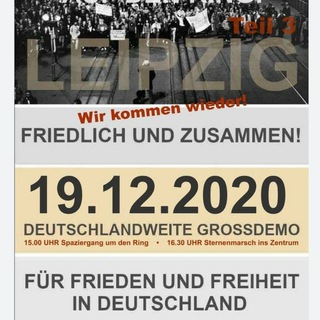 Teil 3
LEIPZIG
Wir kommen wieder!
FRIEDLICH UND ZUSAMMEN!
19.12.2020
DEUTSCHLANDWEITE GROSSDEMO
15.00 UHR Spaziergang um den Ring • 16.30 UHR Sternenmarsch ins Zentrum
FÜR FRIEDEN UND FREIHEIT
IN DEUTSCHLAND